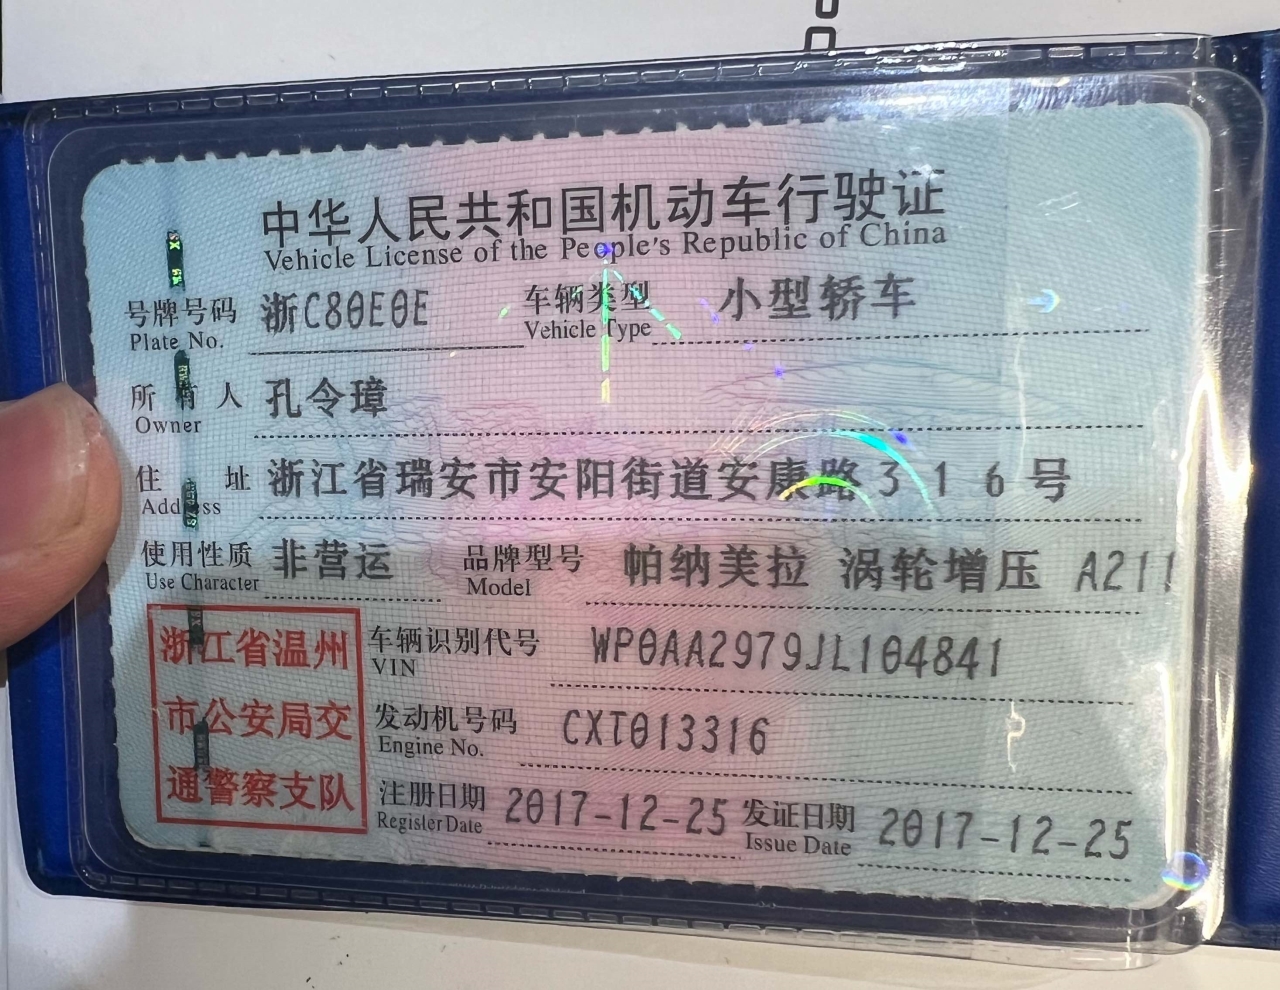 中华人民共和国机动车行驶证
Vehicle License of the People's Republic of China
号牌号码 浙C80E0E 车辆类型 小型轿车
Plate No. Vehicle Type
所有人 孔令璋
Owner
住址 浙江省瑞安市安阳街道安康路316号
Address
使用性质 非营运 品牌型号 帕纳美拉 涡轮增压 A211
Use Character Model
浙江省温州 车辆识别代号 WP0AA2979JL104841
VIN
市公安局交 发动机号码 CXT013316
Engine No.
通警察支队 注册日期 2017-12-25 发证日期 2017-12-25
Register Date Issue Date